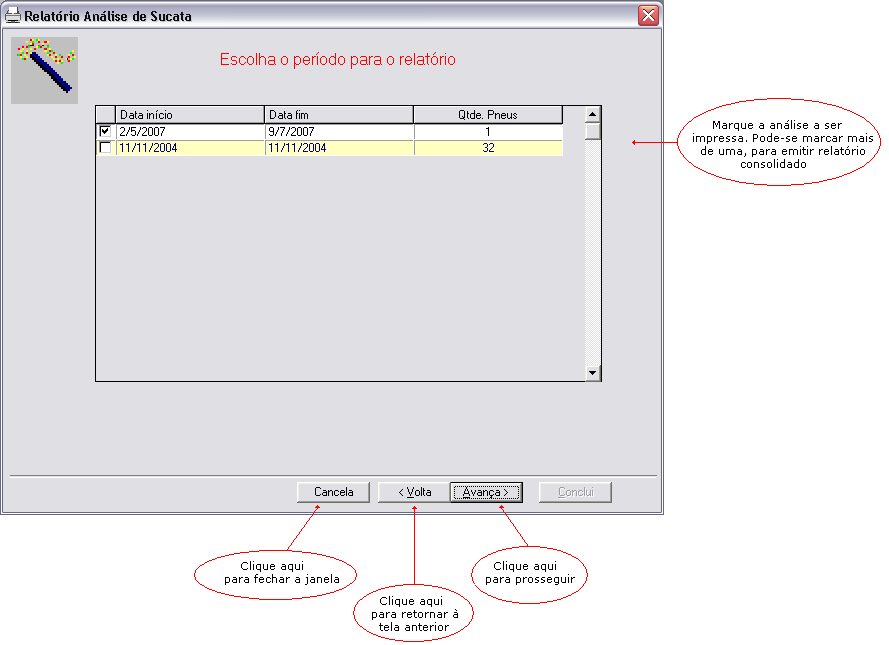 Relatório Análise de Sucata
Escolha o período para o relatório
Data início Data fim Qtde. Pneus
2/5/2007 9/7/2007 1
11/11/2004 11/11/2004 32
Marque a análise a ser
impressa. Pode-se marcar mais
de uma, para emitir relatório
consolidado
Cancela < Volta Avança > Conclui
Clique aqui
para fechar a janela
Clique aqui
para retornar à
tela anterior
Clique aqui
para prosseguir